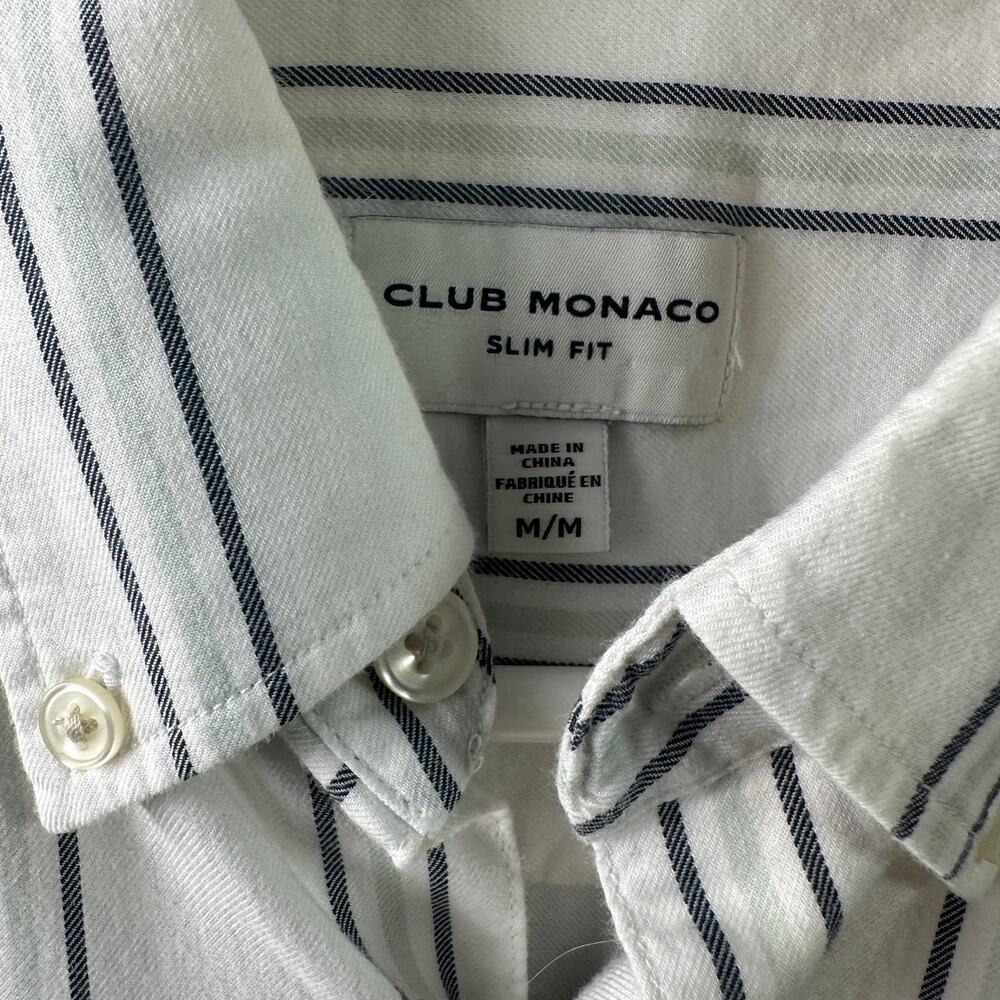 CLUB MONACO
SLIM FIT
MADE IN
CHINA
FABRIQUÉ EN
CHINE
M/M